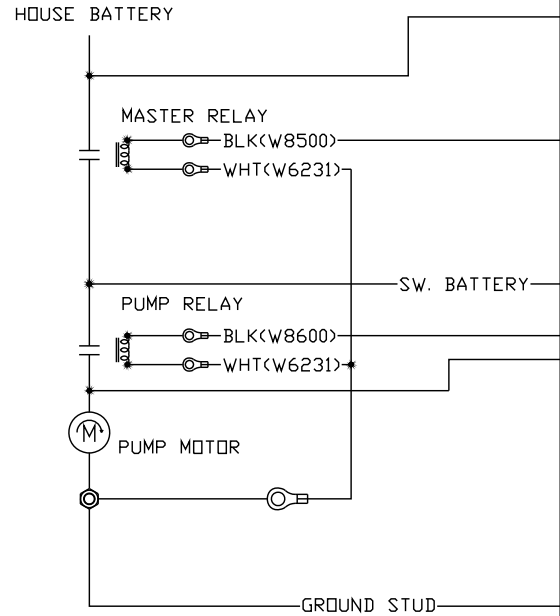 HOUSE BATTERY
MASTER RELAY
BLK(W8500)
WHT(W6231)
SW. BATTERY
PUMP RELAY
BLK(W8600)
WHT(W6231)
M
PUMP MOTOR
GROUND STUD